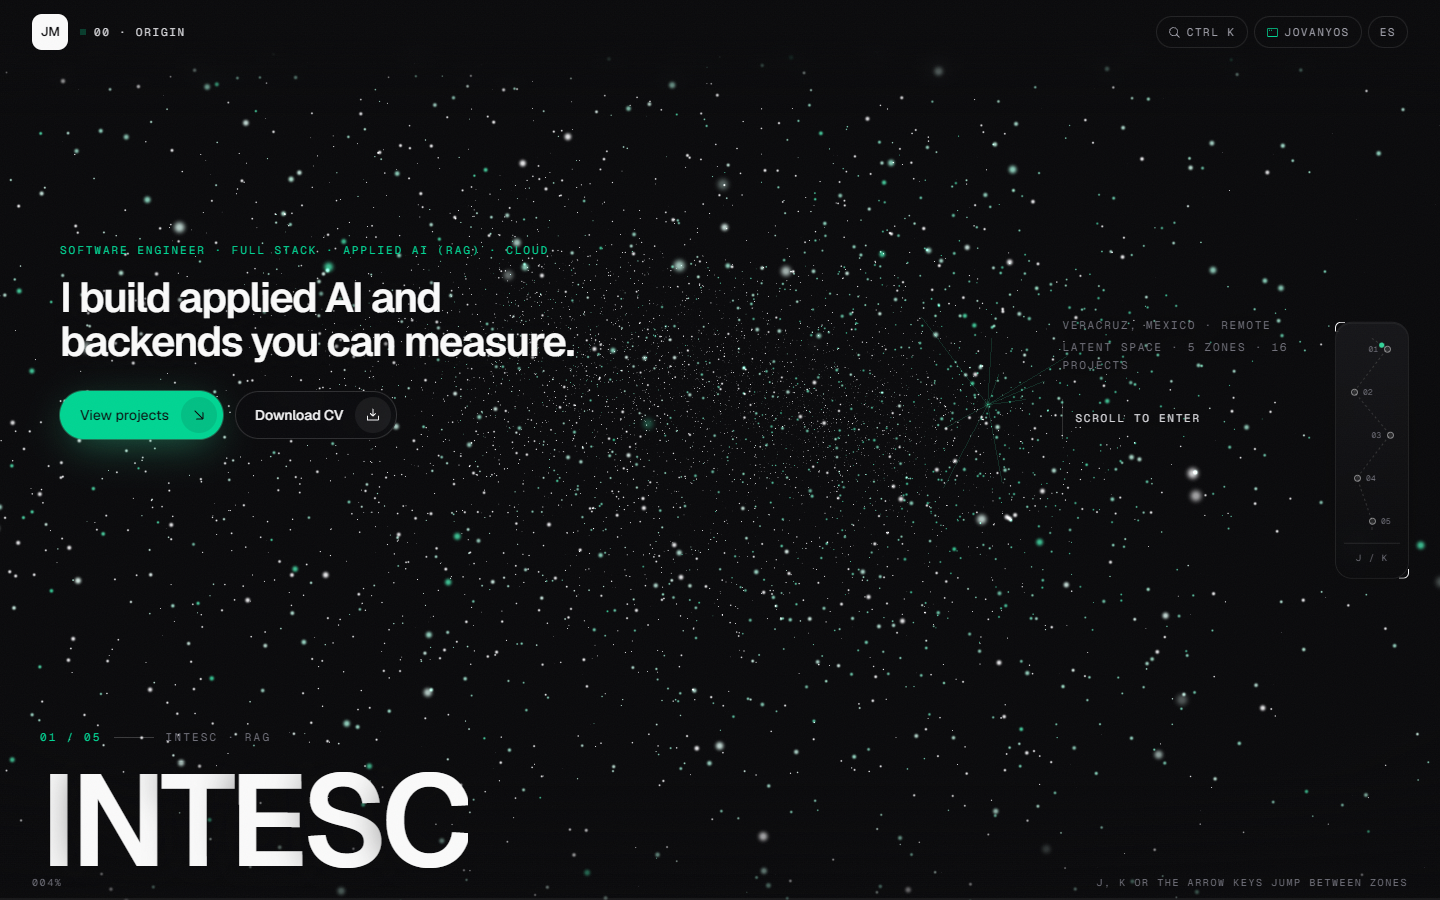 JM
00 · ORIGIN
CTRL K
JOVANYOS
ES
SOFTWARE ENGINEER · FULL STACK · APPLIED AI (RAG) · CLOUD
I build applied AI and
backends you can measure.
View projects
Download CV
VERACRUZ, MEXICO · REMOTE
LATENT SPACE · 5 ZONES · 16
PROJECTS
SCROLL TO ENTER
01
02
03
04
05
J / K
01 / 05
INTESC · RAG
INTESC
004%
J, K OR THE ARROW KEYS JUMP BETWEEN ZONES